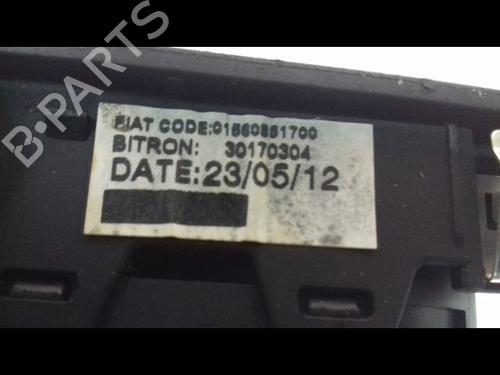 B-PARTS
FIAT CODE:01560851700
BITRON: 30170304
DATE:23/05/12